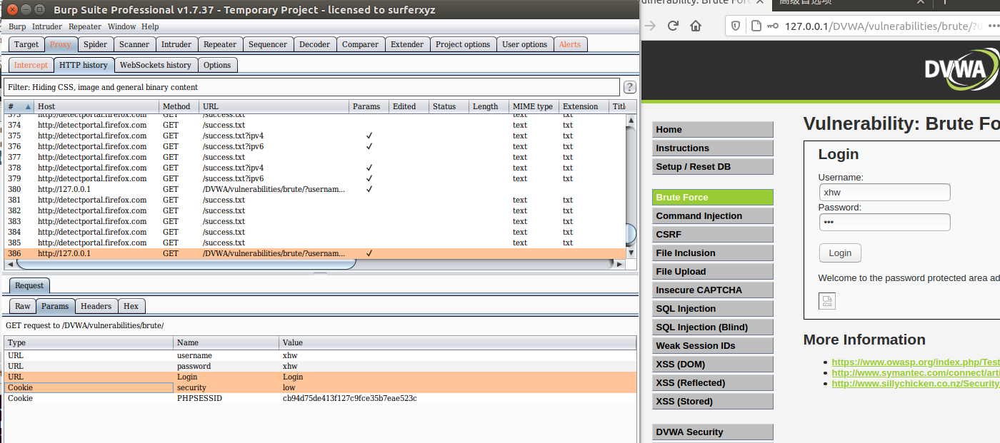 Burp Suite Professional v1.7.37 - Temporary Project - licensed to surferxyz
Burp Intruder Repeater Window Help
Target Proxy Spider Scanner Intruder Repeater Sequencer Decoder Comparer Extender Project options User options Alerts
Intercept HTTP history WebSockets history Options
Filter: Hiding CSS, image and general binary content ?
# Host Method URL Params Edited Status Length MIME type Extension Titl
373 http://detectportal.firefox.com GET /success.txt text txt
374 http://detectportal.firefox.com GET /success.txt text txt
375 http://detectportal.firefox.com GET /success.txt?ipv4 ✓ text txt
376 http://detectportal.firefox.com GET /success.txt?ipv6 ✓ text txt
377 http://detectportal.firefox.com GET /success.txt text txt
378 http://detectportal.firefox.com GET /success.txt?ipv4 ✓ text txt
379 http://detectportal.firefox.com GET /success.txt?ipv6 ✓ text txt
380 http://127.0.0.1 GET /DVWA/vulnerabilities/brute/?usernam... ✓
381 http://detectportal.firefox.com GET /success.txt text txt
382 http://detectportal.firefox.com GET /success.txt text txt
383 http://detectportal.firefox.com GET /success.txt text txt
384 http://detectportal.firefox.com GET /success.txt text txt
385 http://detectportal.firefox.com GET /success.txt text txt
386 http://127.0.0.1 GET /DVWA/vulnerabilities/brute/?usernam... ✓
Request
Raw Params Headers Hex
GET request to /DVWA/vulnerabilities/brute/
Type Name Value
URL username xhw
URL password xhw
URL Login Login
Cookie security low
Cookie PHPSESSID cb94d75de413f127c9fce35b7eae523c
ulnerability: Brute Forc
高级首选项
127.0.0.1/DVWA/vulnerabilities/brute/?u
DVWA
Home
Instructions
Setup / Reset DB
Brute Force
Command Injection
CSRF
File Inclusion
File Upload
Insecure CAPTCHA
SQL Injection
SQL Injection (Blind)
Weak Session IDs
XSS (DOM)
XSS (Reflected)
XSS (Stored)
DVWA Security
Vulnerability: Brute Fo
Login
Username:
xhw
Password:
•••
Login
Welcome to the password protected area ad
More Information
https://www.owasp.org/index.php/Test
http://www.symantec.com/connect/arti
http://www.sillychicken.co.nz/Security